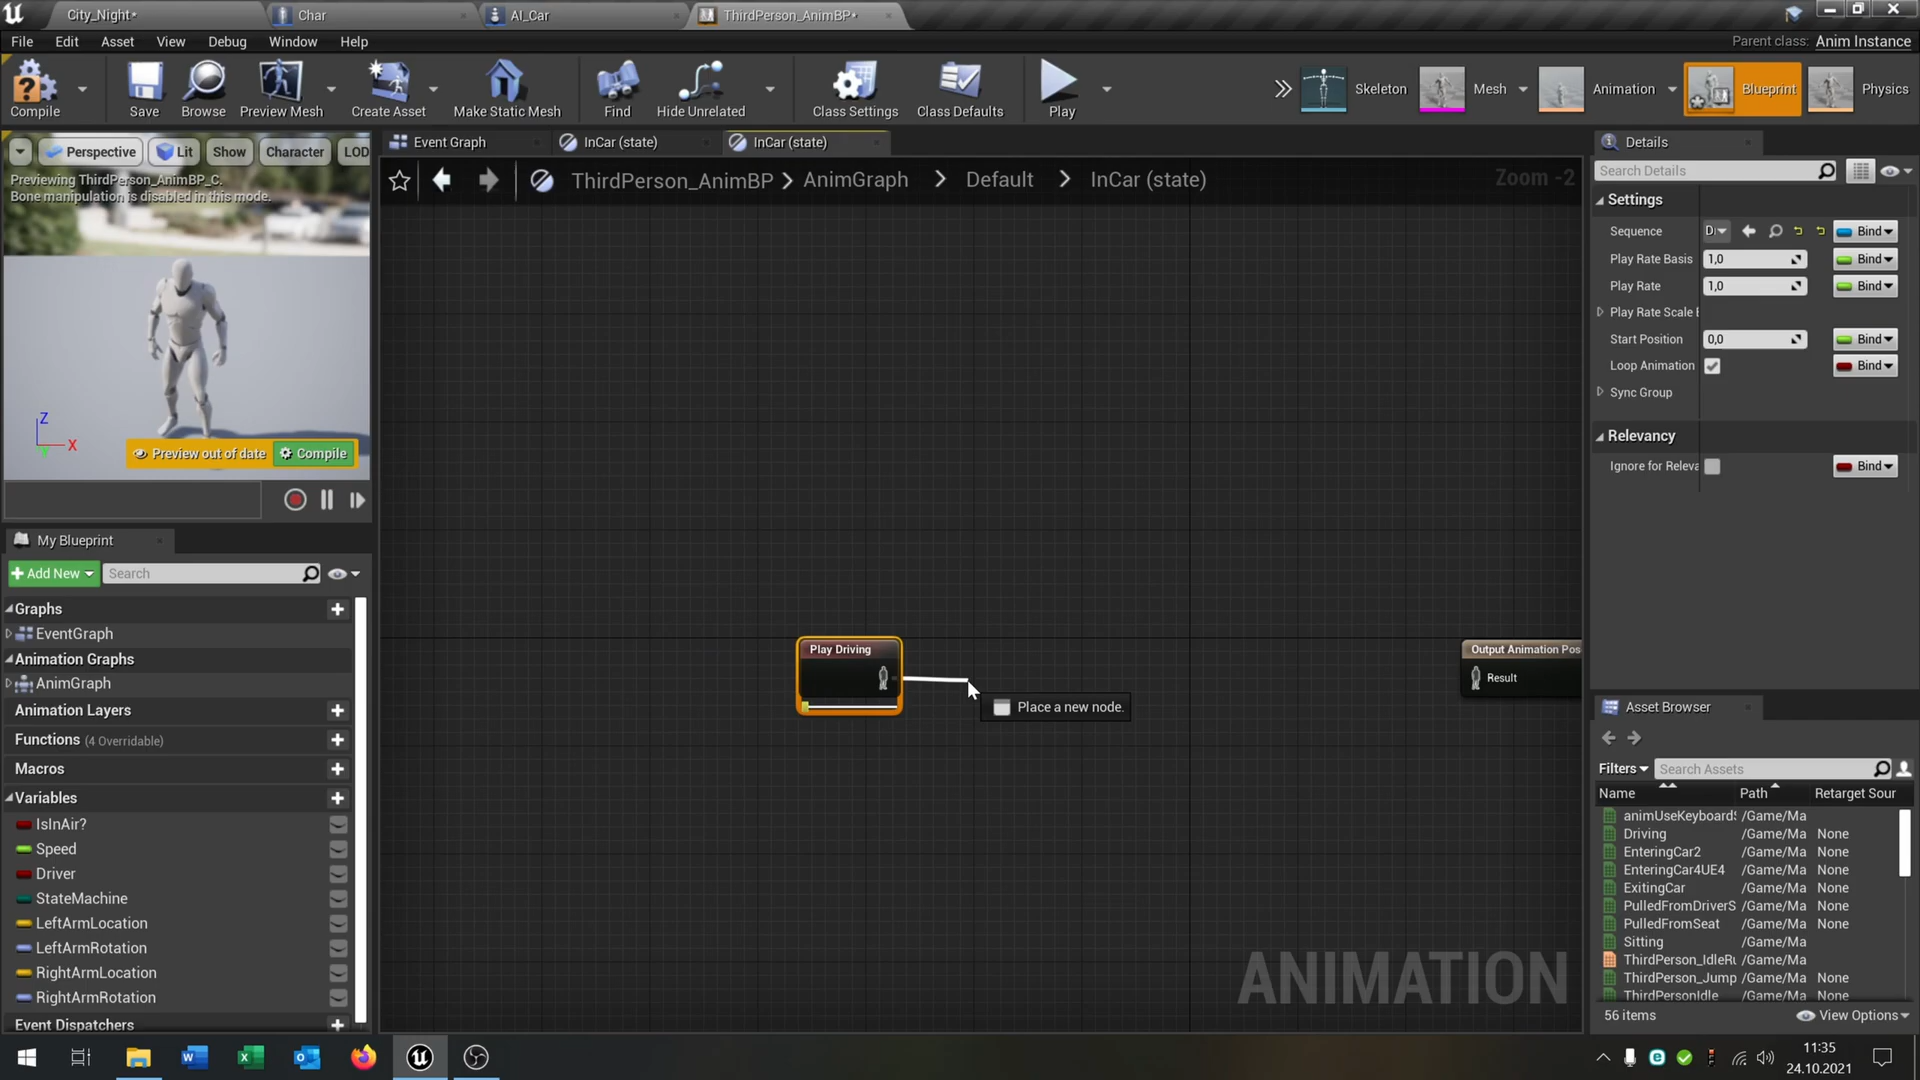 City_Night*
Char
AI_Car
ThirdPerson_AnimBP*
File
Edit
Asset
View
Debug
Window
Help
Parent class: Anim Instance
Compile
Save
Browse
Preview Mesh
Create Asset
Make Static Mesh
Find
Hide Unrelated
Class Settings
Class Defaults
Play
Skeleton
Mesh
Animation
Blueprint
Physics
Perspective
Lit
Show
Character
LOD
Previewing ThirdPerson_AnimBP_C.
Bone manipulation is disabled in this mode.
Z
X
Preview out of date
Compile
Event Graph
InCar (state)
InCar (state)
ThirdPerson_AnimBP > AnimGraph > Default > InCar (state)
Zoom -2
Play Driving
Place a new node.
Output Animation Pos
Result
ANIMATION
My Blueprint
Add New
Search
Graphs
EventGraph
Animation Graphs
AnimGraph
Animation Layers
Functions (4 Overridable)
Macros
Variables
IsInAir?
Speed
Driver
StateMachine
LeftArmLocation
LeftArmRotation
RightArmLocation
RightArmRotation
Event Dispatchers
Details
Search Details
Settings
Sequence
Bind
Play Rate Basis 1,0 Bind
Play Rate 1,0 Bind
Play Rate Scale
Start Position 0,0 Bind
Loop Animation Bind
Sync Group
Relevancy
Ignore for Releva Bind
Asset Browser
Filters
Search Assets
Name Path Retarget Sour
animUseKeyboard /Game/Ma
Driving /Game/Ma None
EnteringCar2 /Game/Ma None
EnteringCar4UE4 /Game/Ma None
ExitingCar /Game/Ma None
PulledFromDriverS /Game/Ma None
PulledFromSeat /Game/Ma None
Sitting /Game/Ma
ThirdPerson_IdleRu /Game/Ma
ThirdPerson_Jump /Game/Ma None
ThirdPersonIdle /Game/Ma None
56 items
View Options
11:35
24.10.2021